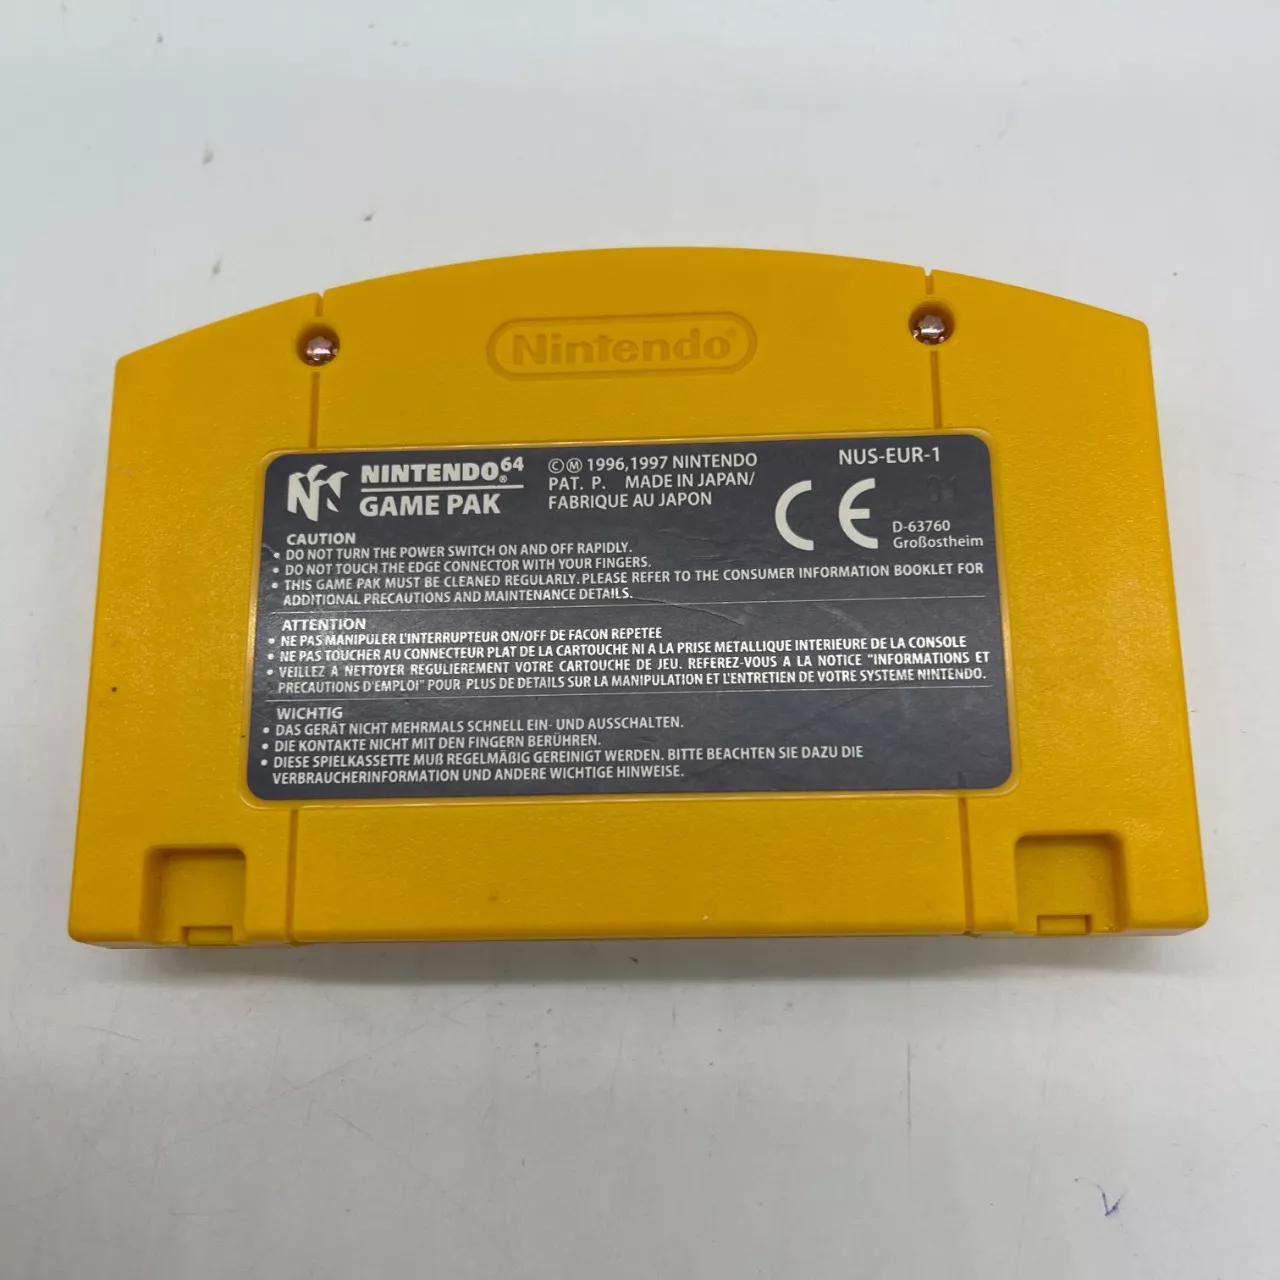 Nintendo®
NINTENDO®64
GAME PAK
©Ⓜ 1996,1997 NINTENDO
PAT. P. MADE IN JAPAN/
FABRIQUE AU JAPON
NUS-EUR-1
CE
D-63760
Großostheim
CAUTION
• DO NOT TURN THE POWER SWITCH ON AND OFF RAPIDLY.
• DO NOT TOUCH THE EDGE CONNECTOR WITH YOUR FINGERS.
• THIS GAME PAK MUST BE CLEANED REGULARLY. PLEASE REFER TO THE CONSUMER INFORMATION BOOKLET FOR
ADDITIONAL PRECAUTIONS AND MAINTENANCE DETAILS.
ATTENTION
• NE PAS MANIPULER L'INTERRUPTEUR ON/OFF DE FACON REPETEE
• NE PAS TOUCHER AU CONNECTEUR PLAT DE LA CARTOUCHE NI A LA PRISE METALLIQUE INTERIEURE DE LA CONSOLE
• VEILLEZ A NETTOYER REGULIEREMENT VOTRE CARTOUCHE DE JEU. REFEREZ-VOUS A LA NOTICE "INFORMATIONS ET
PRECAUTIONS D'EMPLOI" POUR PLUS DE DETAILS SUR LA MANIPULATION ET L'ENTRETIEN DE VOTRE SYSTEME NINTENDO.
WICHTIG
• DAS GERÄT NICHT MEHRMALS SCHNELL EIN- UND AUSSCHALTEN.
• DIE KONTAKTE NICHT MIT DEN FINGERN BERÜHREN.
• DIESE SPIELKASSETTE MUß REGELMÄßIG GEREINIGT WERDEN. BITTE BEACHTEN SIE DAZU DIE
VERBRAUCHERINFORMATION UND ANDERE WICHTIGE HINWEISE.